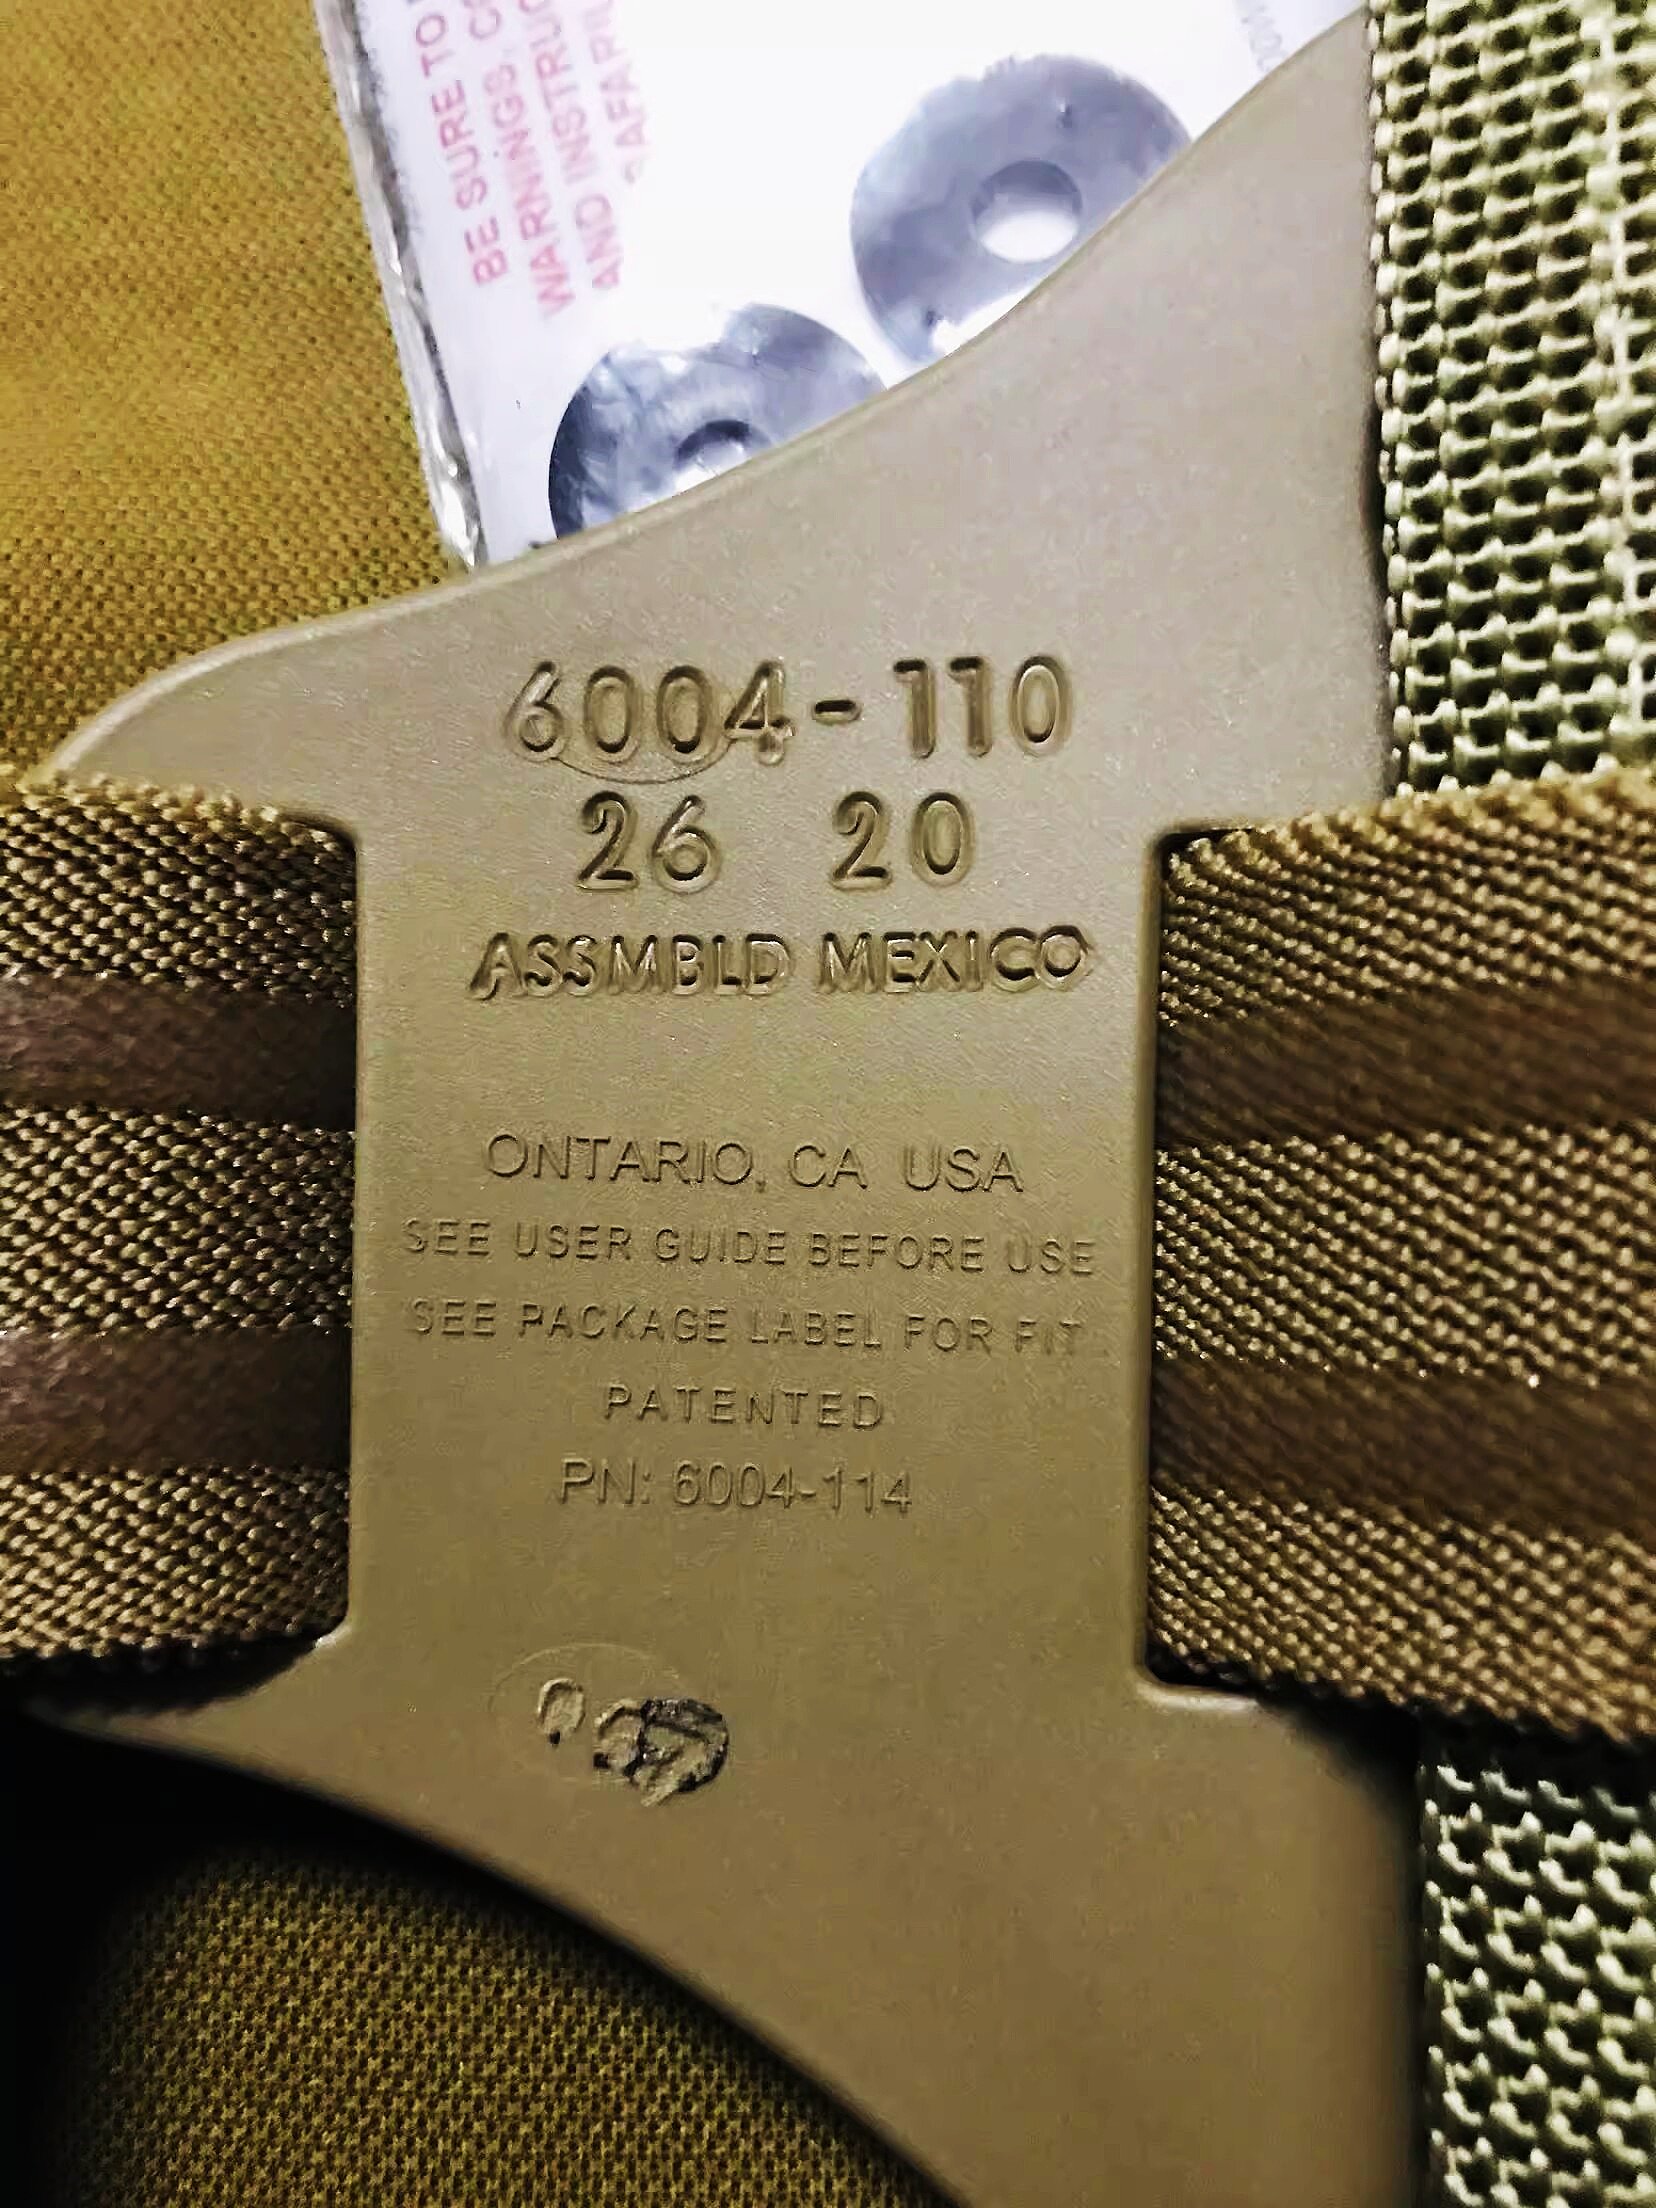 BE SURE TO
WARNINGS, C
AND INSTRUC
SAFARIL
6004-110
26 20
ASSMBLD MEXICO
ONTARIO, CA USA
SEE USER GUIDE BEFORE USE
SEE PACKAGE LABEL FOR FIT
PATENTED
PN: 6004-114